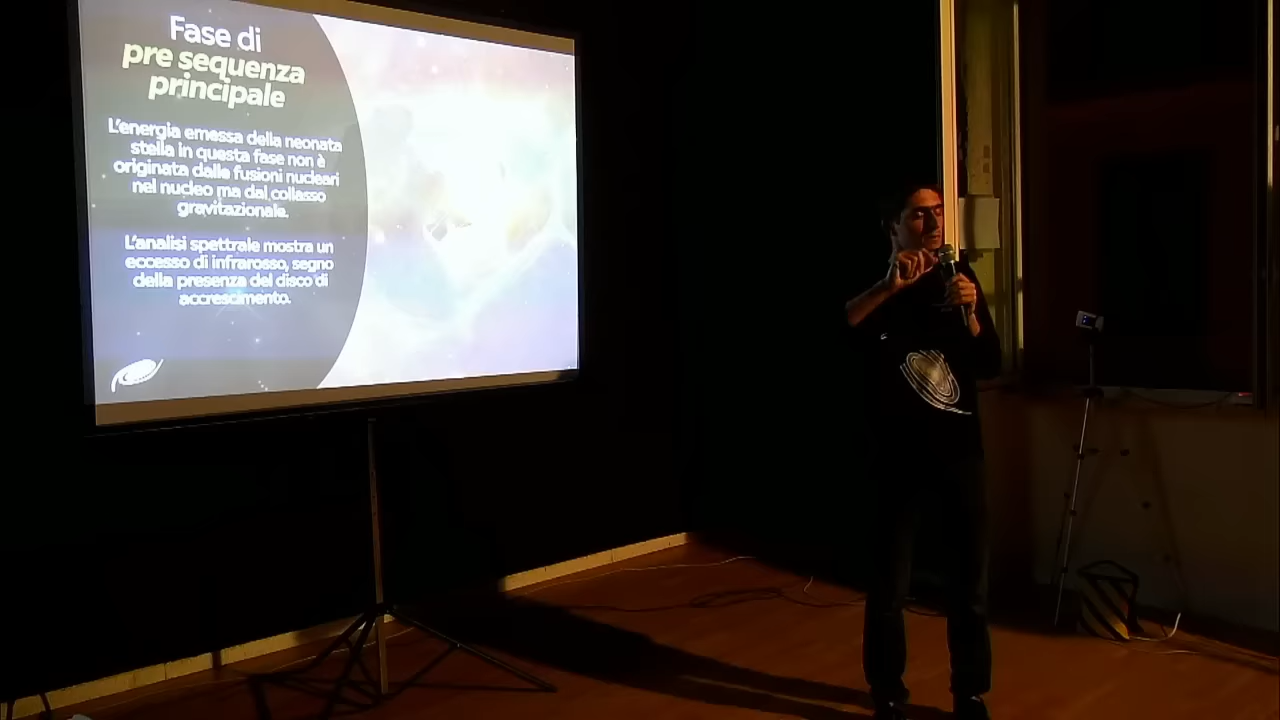 Fase di
pre sequenza
principale
L'energia emessa della neonata
stella in questa fase non è
originata dalle fusioni nucleari
nel nucleo ma dal collasso
gravitazionale.
L'analisi spettrale mostra un
eccesso di infrarosso, segno
della presenza del disco di
accrescimento.